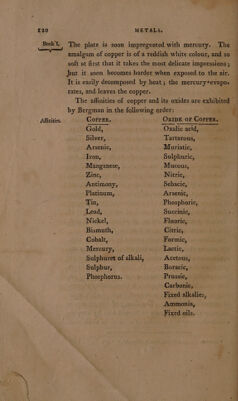 120
METALS.
Book I.
The plate is soon impregnated with mercury. The
amalgam of copper is of a reddish white colour, and so
soft at first that it takes the most delicate impressions;
but it soon becomes harder when exposed to the air.
It is easily decomposed by heat; the mercury evapo-
rates, and leaves the copper.
Affinities.
The affinities of copper and its oxides are exhibited
by Bergman in the following order:
COPPER.
Gold,
Silver,
Arsenic,
Iron,
Manganese,
Zinc,
Antimony,
Platinum,
Tin,
Lead,
Nickel,
Bismuth,
Cobalt,
Mercury,
Sulphuret of alkali,
Sulphur,
Phosphorus.
OXIDE OF COPPER.
Oxalic acid,
Tartarous,
Muriatic,
Sulphuric,
Mucous,
Nitric,
Sebacic,
Arsenic,
Phosphoric,
Succinic,
Fluoric,
Citric,
Formic,
Lactic,
Acetous,
Boracic,
Prussic,
Carbonic,
Fixed alkalies,
Ammonia,
Fixed oils.